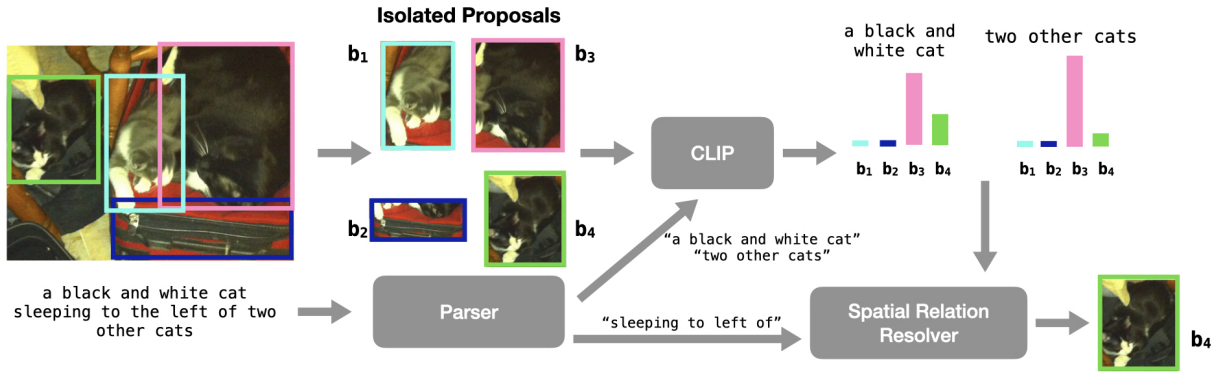 Isolated Proposals
b1
b3
b2
b4
CLIP
a black and
white cat
two other cats
b1 b2 b3 b4
b1 b2 b3 b4
a black and white cat
sleeping to the left of two
other cats
Parser
“a black and white cat”
“two other cats”
“sleeping to left of”
Spatial Relation
Resolver
b4